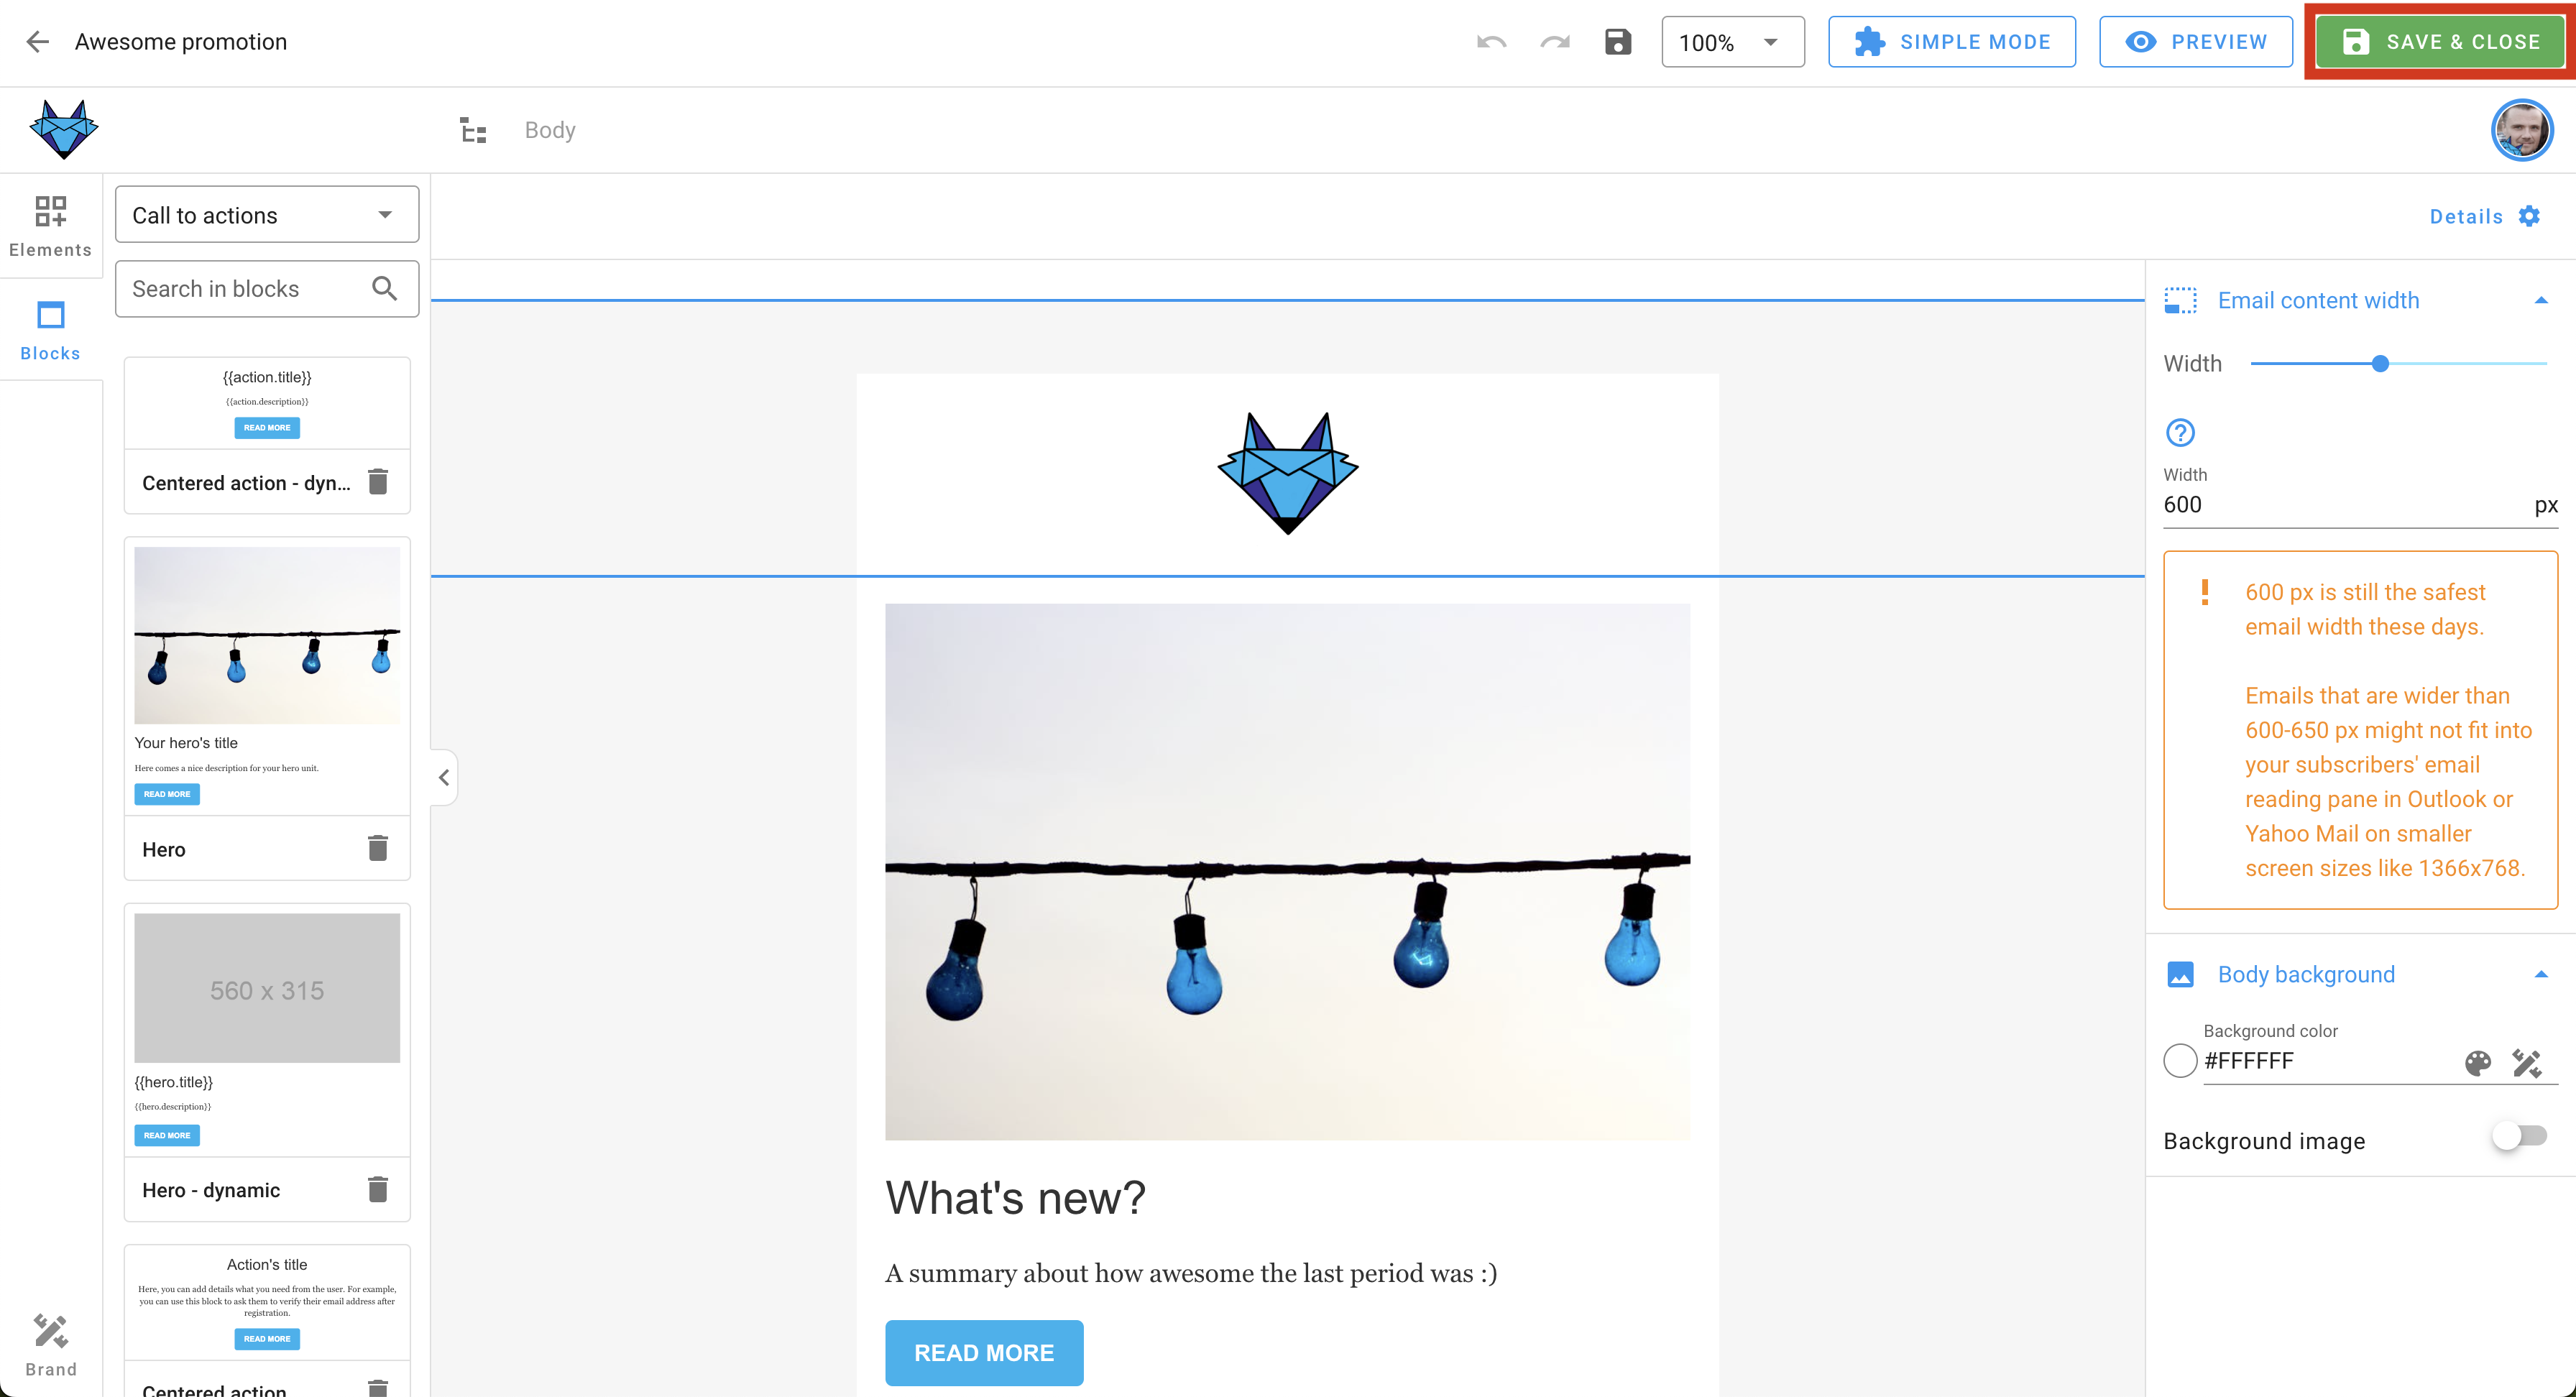 Awesome promotion
100%
SIMPLE MODE
PREVIEW
SAVE & CLOSE
Body
Elements
Blocks
Brand
Call to actions
Search in blocks
{{action.title}}
{{action.description}}
READ MORE
Centered action - dyn...
Your hero's title
Here comes a nice description for your hero unit.
READ MORE
Hero
560 x 315
{{hero.title}}
{{hero.description}}
READ MORE
Hero - dynamic
Action's title
Here, you can add details what you need from the user. For example,
you can use this block to ask them to verify their email address after
registration.
READ MORE
Centered action
What's new?
A summary about how awesome the last period was :)
READ MORE
Details
Email content width
Width
Width
600 px
600 px is still the safest
email width these days.
Emails that are wider than
600-650 px might not fit into
your subscribers' email
reading pane in Outlook or
Yahoo Mail on smaller
screen sizes like 1366x768.
Body background
Background color
#FFFFFF
Background image